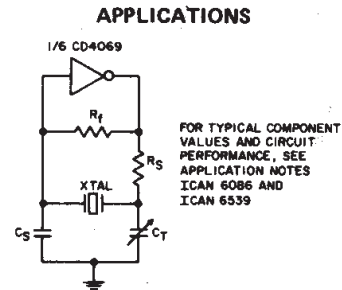 APPLICATIONS
1/6 CD4069
Rf
RS
XTAL
CS
CT
FOR TYPICAL COMPONENT
VALUES AND CIRCUIT
PERFORMANCE, SEE
APPLICATION NOTES
ICAN 6086 AND
ICAN 6539